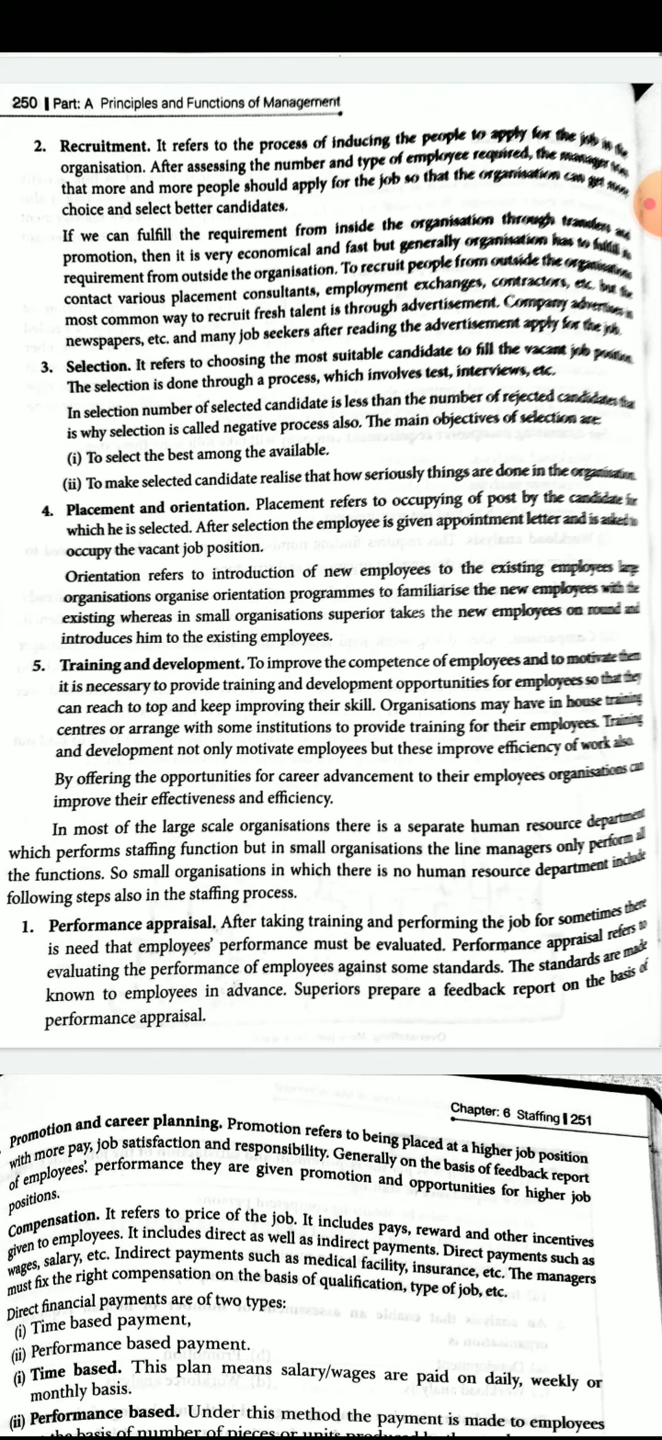 250 | Part: A Principles and Functions of Management
2. Recruitment. It refers to the process of inducing the people to apply for the job in the
organisation. After assessing the number and type of employee required, the manager
that more and more people should apply for the job so that the organisation can get more
choice and select better candidates.
If we can fulfill the requirement from inside the organisation through transfers and
promotion, then it is very economical and fast but generally organisation has to fulfill
requirement from outside the organisation. To recruit people from outside the organisation
contact various placement consultants, employment exchanges, contractors, etc. but the
most common way to recruit fresh talent is through advertisement. Company advertises
newspapers, etc. and many job seekers after reading the advertisement apply for the job.
3. Selection. It refers to choosing the most suitable candidate to fill the vacant job position.
The selection is done through a process, which involves test, interviews, etc.
In selection number of selected candidate is less than the number of rejected candidates that
is why selection is called negative process also. The main objectives of selection are:
(i) To select the best among the available.
(ii) To make selected candidate realise that how seriously things are done in the organisation.
4. Placement and orientation. Placement refers to occupying of post by the candidate for
which he is selected. After selection the employee is given appointment letter and is asked to
occupy the vacant job position.
Orientation refers to introduction of new employees to the existing employees large
organisations organise orientation programmes to familiarise the new employees with the
existing whereas in small organisations superior takes the new employees on round and
introduces him to the existing employees.
5. Training and development. To improve the competence of employees and to motivate them
it is necessary to provide training and development opportunities for employees so that they
can reach to top and keep improving their skill. Organisations may have in house training
centres or arrange with some institutions to provide training for their employees. Training
and development not only motivate employees but these improve efficiency of work also.
By offering the opportunities for career advancement to their employees organisations can
improve their effectiveness and efficiency.
In most of the large scale organisations there is a separate human resource department
which performs staffing function but in small organisations the line managers only perform all
the functions. So small organisations in which there is no human resource department include
following steps also in the staffing process.
1. Performance appraisal. After taking training and performing the job for sometimes there
is need that employees' performance must be evaluated. Performance appraisal refers to
evaluating the performance of employees against some standards. The standards are made
known to employees in advance. Superiors prepare a feedback report on the basis of
performance appraisal.
Chapter: 6 Staffing | 251
Promotion and career planning. Promotion refers to being placed at a higher job position
with more pay, job satisfaction and responsibility. Generally on the basis of feedback report
of employees' performance they are given promotion and opportunities for higher job
positions.
Compensation. It refers to price of the job. It includes pays, reward and other incentives
given to employees. It includes direct as well as indirect payments. Direct payments such as
wages, salary, etc. Indirect payments such as medical facility, insurance, etc. The managers
must fix the right compensation on the basis of qualification, type of job, etc.
Direct financial payments are of two types:
(i) Time based payment,
(ii) Performance based payment.
(i) Time based. This plan means salary/wages are paid on daily, weekly or
monthly basis.
(ii) Performance based. Under this method the payment is made to employees
the basis of number of pieces or units produced